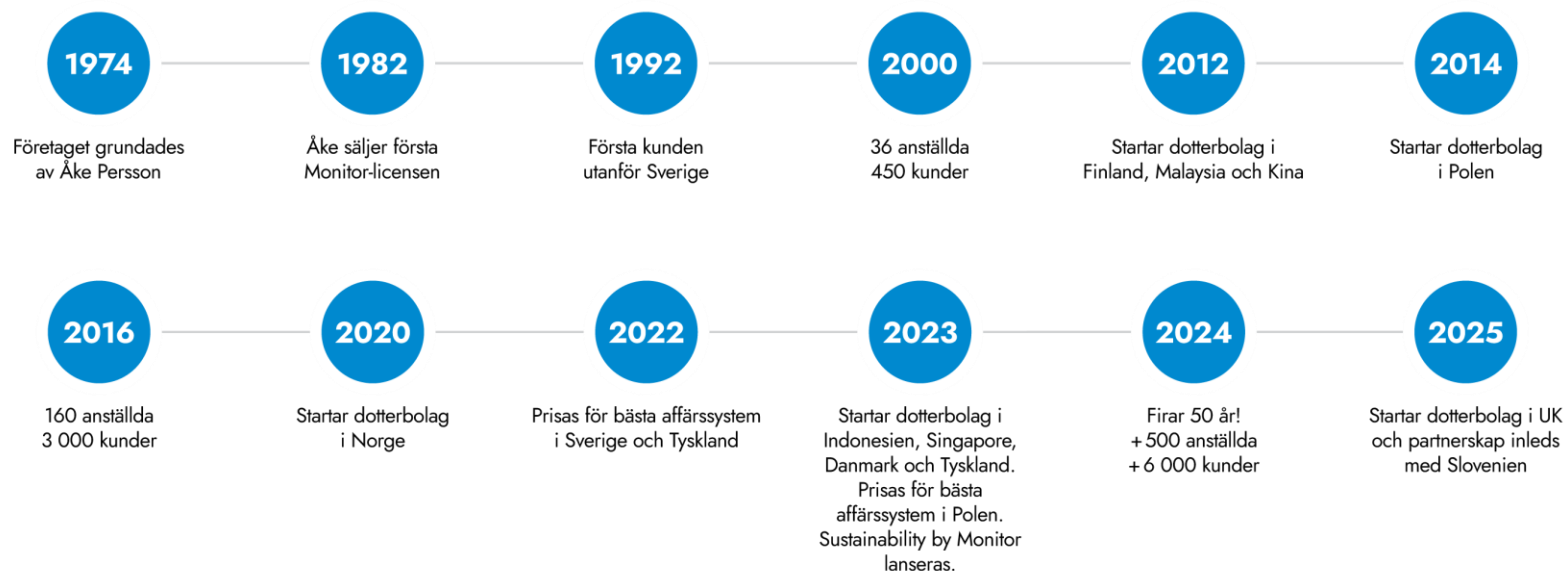 1974
Företaget grundades
av Åke Persson
1982
Åke säljer första
Monitor-licensen
1992
Första kunden
utanför Sverige
2000
36 anställda
450 kunder
2012
Startar dotterbolag i
Finland, Malaysia och Kina
2014
Startar dotterbolag
i Polen
2016
160 anställda
3 000 kunder
2020
Startar dotterbolag
i Norge
2022
Prisas för bästa affärssystem
i Sverige och Tyskland
2023
Startar dotterbolag i
Indonesien, Singapore,
Danmark och Tyskland.
Prisas för bästa
affärssystem i Polen.
Sustainability by Monitor
lanseras.
2024
Firar 50 år!
+500 anställda
+6 000 kunder
2025
Startar dotterbolag i UK
och partnerskap inleds
med Slovenien